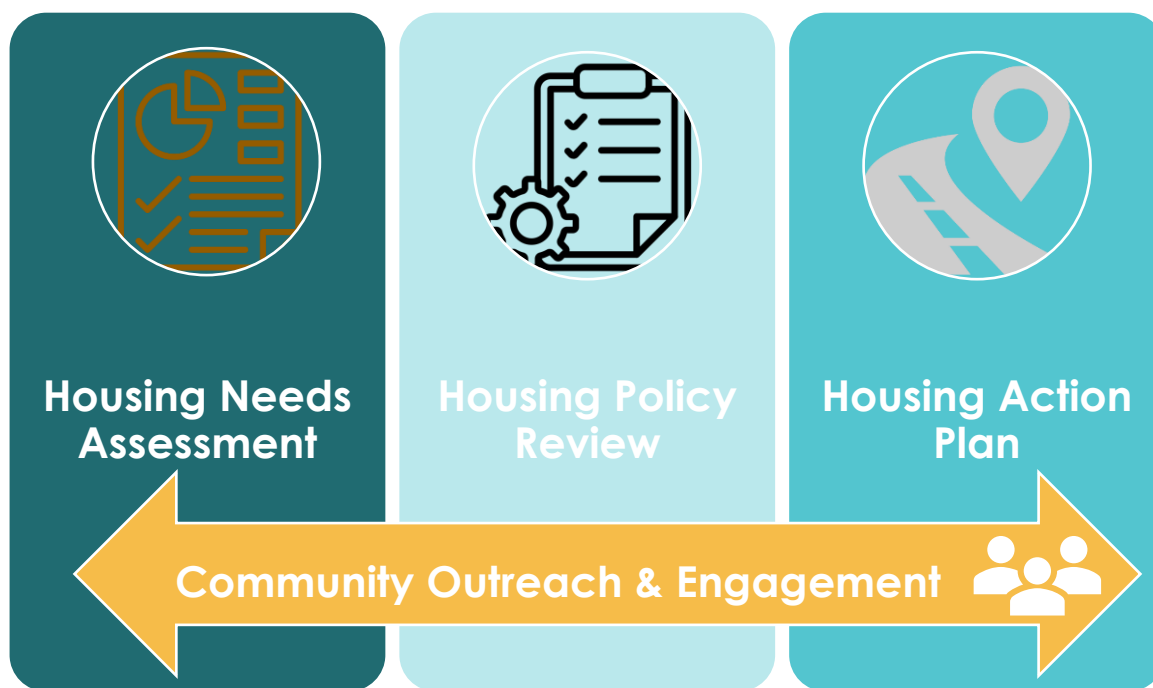 Housing Needs
Assessment
Housing Policy
Review
Housing Action
Plan
Community Outreach & Engagement